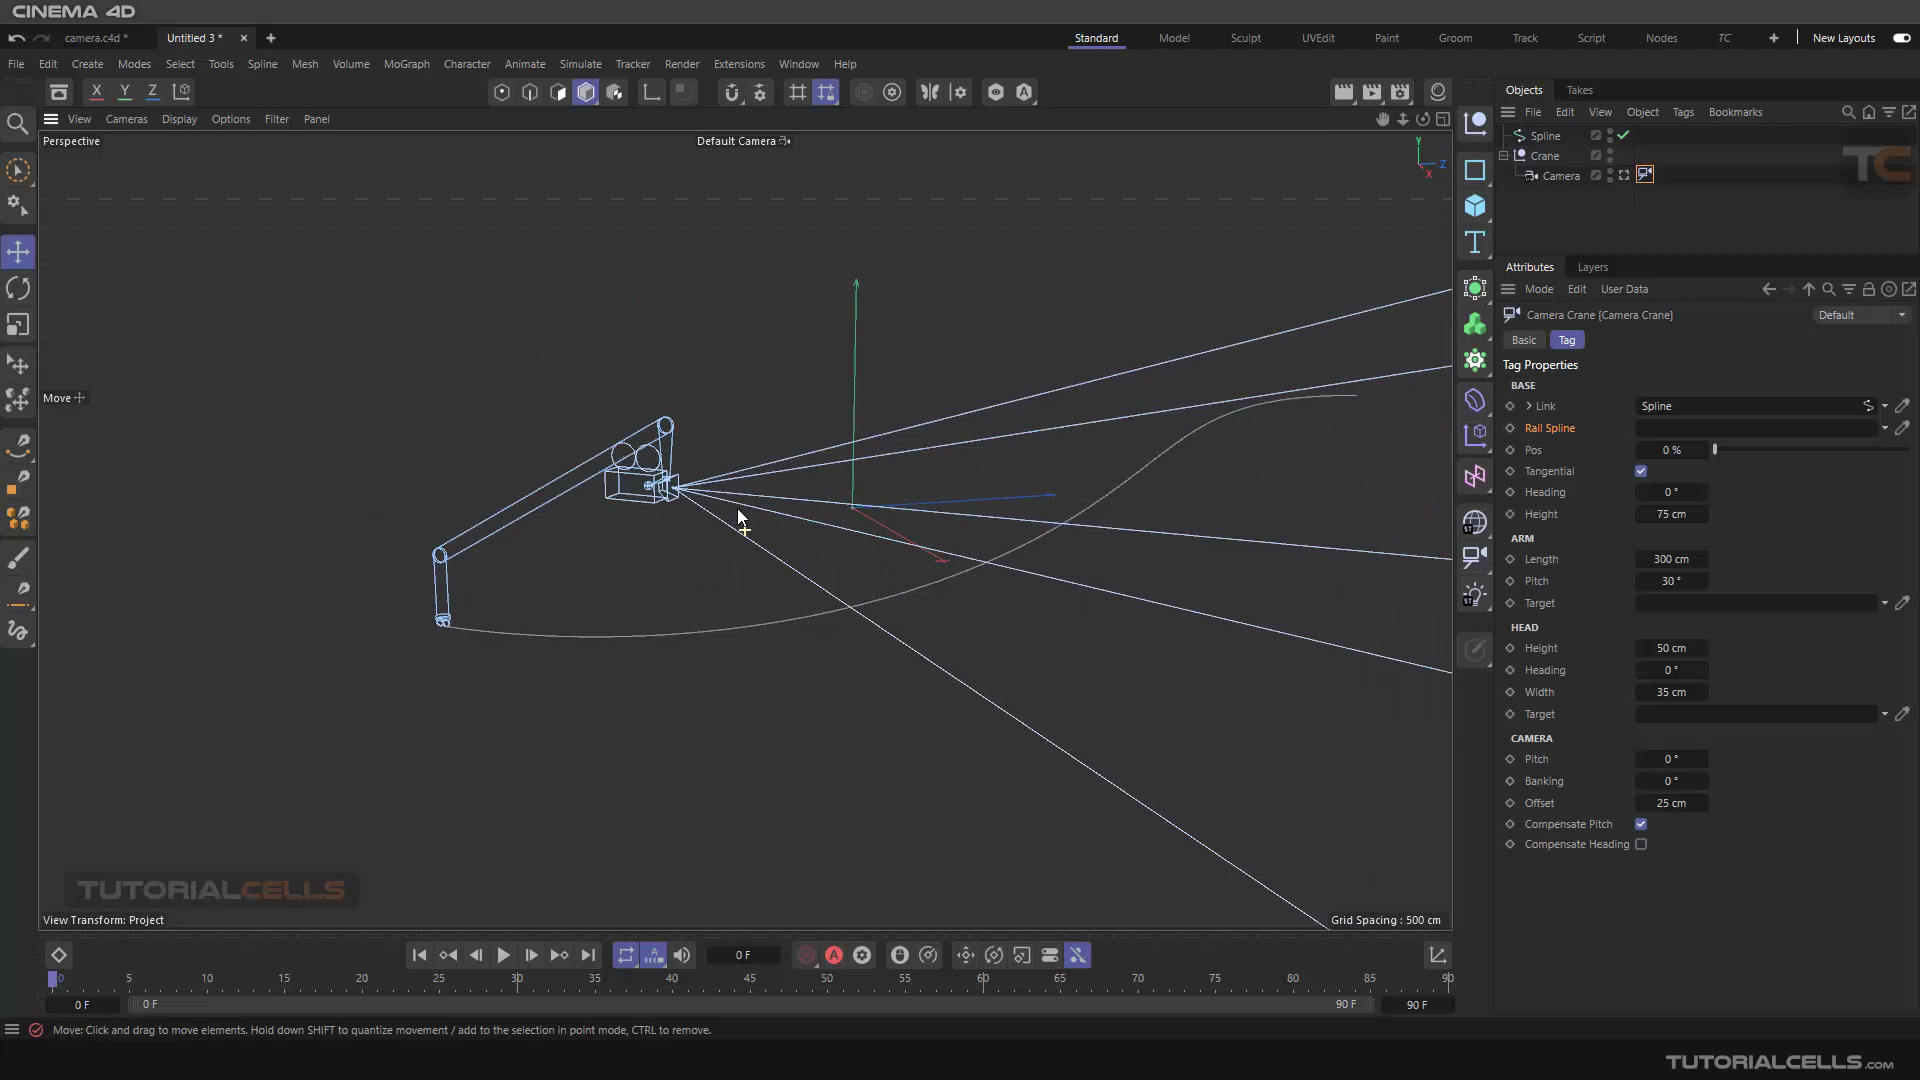 CINEMA 4D
camera.c4d *
Untitled 3 *
Standard
Model
Sculpt
UVEdit
Paint
Groom
Track
Script
Nodes
TC
New Layouts
File Edit Create Modes Select Tools Spline Mesh Volume MoGraph Character Animate Simulate Tracker Render Extensions Window Help
X Y Z
Objects Takes
File Edit View Object Tags Bookmarks
View Cameras Display Options Filter Panel
Perspective
Default Camera
Y
Z
X
Spline
Crane
Camera
TC
Move
Attributes Layers
Mode Edit User Data
Camera Crane [Camera Crane]
Default
Basic Tag
Tag Properties
BASE
Link Spline
Rail Spline
Pos 0 %
Tangential
Heading 0 °
Height 75 cm
ARM
Length 300 cm
Pitch 30 °
Target
HEAD
Height 50 cm
Heading 0 °
Width 35 cm
Target
CAMERA
Pitch 0 °
Banking 0 °
Offset 25 cm
Compensate Pitch
Compensate Heading
ST
ST
TUTORIALCELLS
View Transform: Project
Grid Spacing : 500 cm
0 F
0 5 10 15 20 25 30 35 40 45 50 55 60 65 70 75 80 85 90
0 F
0 F
90 F
90 F
Move: Click and drag to move elements. Hold down SHIFT to quantize movement / add to the selection in point mode, CTRL to remove.
TUTORIALCELLS.com